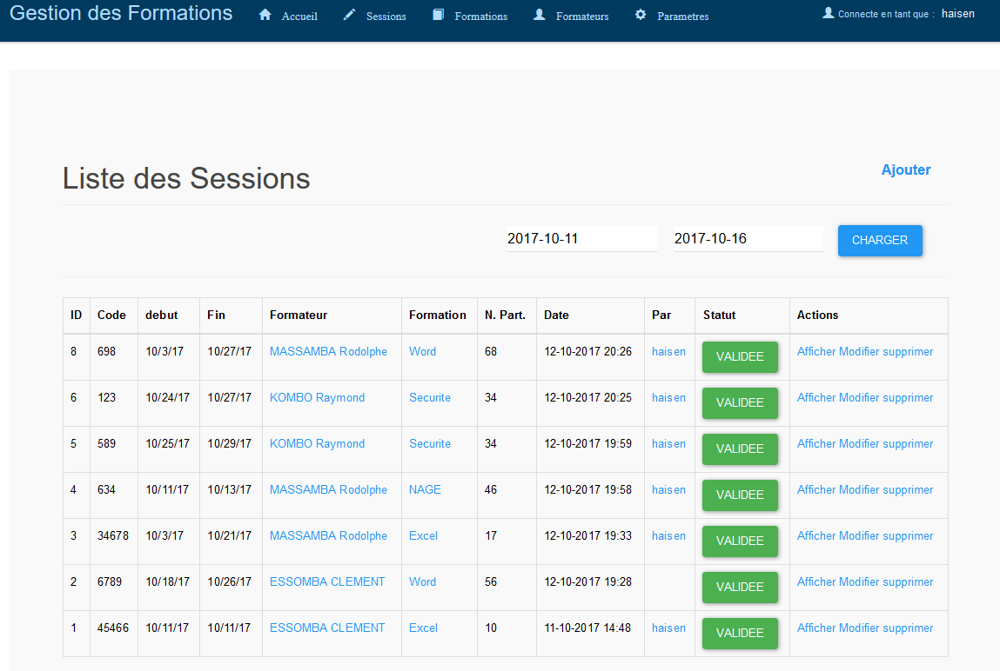 Gestion des Formations Accueil Sessions Formations Formateurs Parametres Connecte en tant que : haisen
Liste des Sessions Ajouter
2017-10-11 2017-10-16 CHARGER
ID Code debut Fin Formateur Formation N. Part. Date Par Statut Actions
8 698 10/3/17 10/27/17 MASSAMBA Rodolphe Word 68 12-10-2017 20:26 haisen VALIDEE Afficher Modifier supprimer
6 123 10/24/17 10/27/17 KOMBO Raymond Securite 34 12-10-2017 20:25 haisen VALIDEE Afficher Modifier supprimer
5 589 10/25/17 10/29/17 KOMBO Raymond Securite 34 12-10-2017 19:59 haisen VALIDEE Afficher Modifier supprimer
4 634 10/11/17 10/13/17 MASSAMBA Rodolphe NAGE 46 12-10-2017 19:58 haisen VALIDEE Afficher Modifier supprimer
3 34678 10/3/17 10/21/17 MASSAMBA Rodolphe Excel 17 12-10-2017 19:33 haisen VALIDEE Afficher Modifier supprimer
2 6789 10/18/17 10/26/17 ESSOMBA CLEMENT Word 56 12-10-2017 19:28 VALIDEE Afficher Modifier supprimer
1 45466 10/11/17 10/11/17 ESSOMBA CLEMENT Excel 10 11-10-2017 14:48 haisen VALIDEE Afficher Modifier supprimer